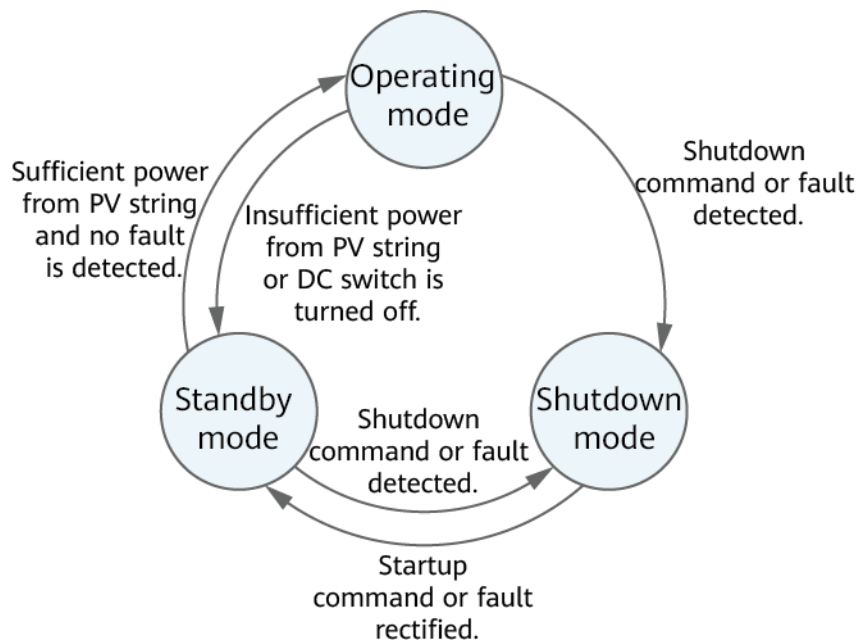 Operating
mode
Shutdown
command or fault
detected.
Sufficient power
from PV string
and no fault
is detected.
Insufficient power
from PV string
or DC switch is
turned off.
Standby
mode
Shutdown
command or fault
detected.
Shutdown
mode
Startup
command or fault
rectified.